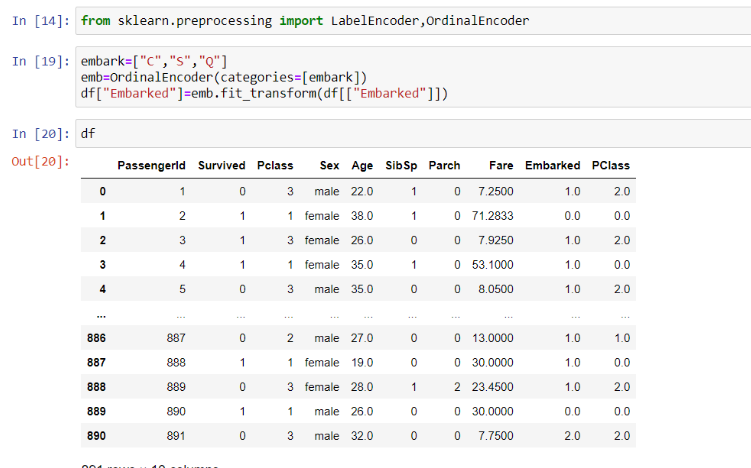 In [14]: from sklearn.preprocessing import LabelEncoder,OrdinalEncoder
In [19]: embark=["C","S","Q"]
emb=OrdinalEncoder(categories=[embark])
df["Embarked"]=emb.fit_transform(df[["Embarked"]])
In [20]: df
Out[20]:
PassengerId Survived Pclass Sex Age SibSp Parch Fare Embarked PClass
0 1 0 3 male 22.0 1 0 7.2500 1.0 2.0
1 2 1 1 female 38.0 1 0 71.2833 0.0 0.0
2 3 1 3 female 26.0 0 0 7.9250 1.0 2.0
3 4 1 1 female 35.0 1 0 53.1000 1.0 0.0
4 5 0 3 male 35.0 0 0 8.0500 1.0 2.0
... ... ... ... ... ... ... ... ... ... ...
886 887 0 2 male 27.0 0 0 13.0000 1.0 1.0
887 888 1 1 female 19.0 0 0 30.0000 1.0 0.0
888 889 0 3 female 28.0 1 2 23.4500 1.0 2.0
889 890 1 1 male 26.0 0 0 30.0000 0.0 0.0
890 891 0 3 male 32.0 0 0 7.7500 2.0 2.0